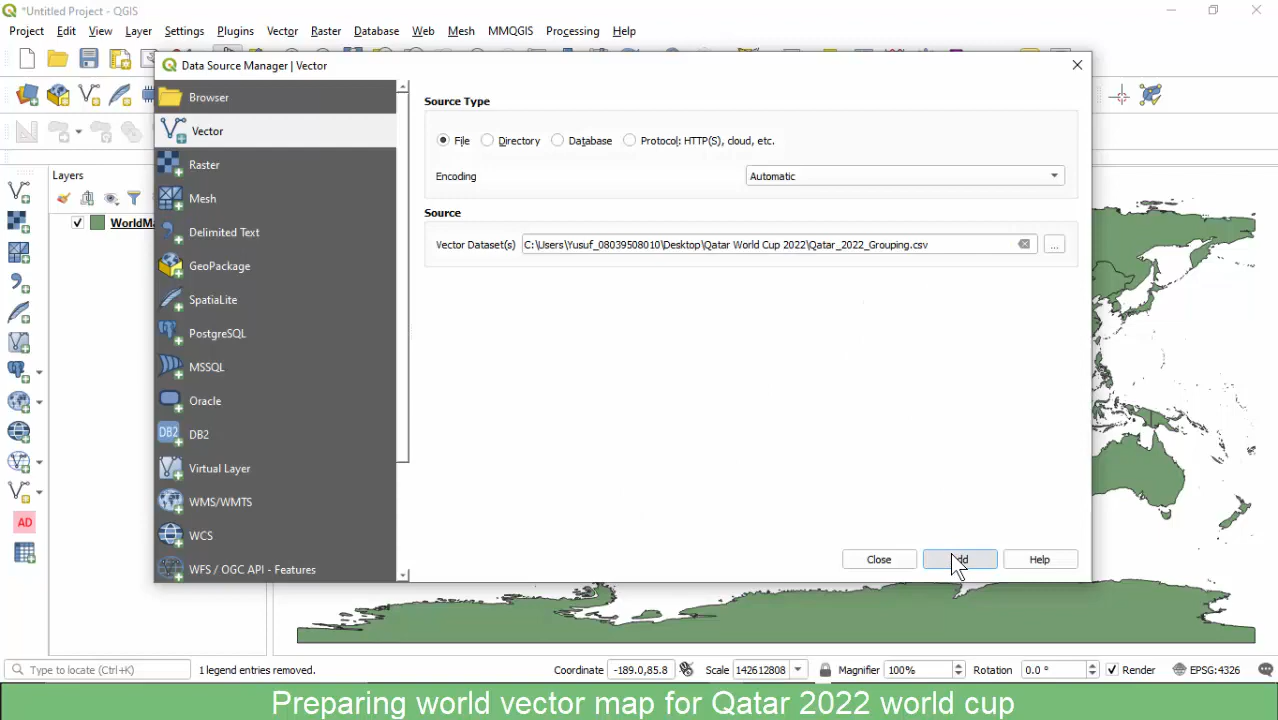 *Untitled Project - QGIS
Project Edit View Layer Settings Plugins Vector Raster Database Web Mesh MMQGIS Processing Help
Data Source Manager | Vector
Browser
Vector
Raster
Mesh
Delimited Text
GeoPackage
SpatiaLite
PostgreSQL
MSSQL
Oracle
DB2
DB2
Virtual Layer
WMS/WMTS
WCS
WFS / OGC API - Features
Source Type
File Directory Database Protocol: HTTP(S), cloud, etc.
Encoding Automatic
Source
Vector Dataset(s) C:\Users\Yusuf_08039508010\Desktop\Qatar World Cup 2022\Qatar_2022_Grouping.csv ...
Close Help
Layers
AD
Type to locate (Ctrl+K) 1 legend entries removed. Coordinate -189.0,85.8 Scale 142612808 Magnifier 100% Rotation 0.0 ° Render EPSG:4326
Preparing world vector map for Qatar 2022 world cup